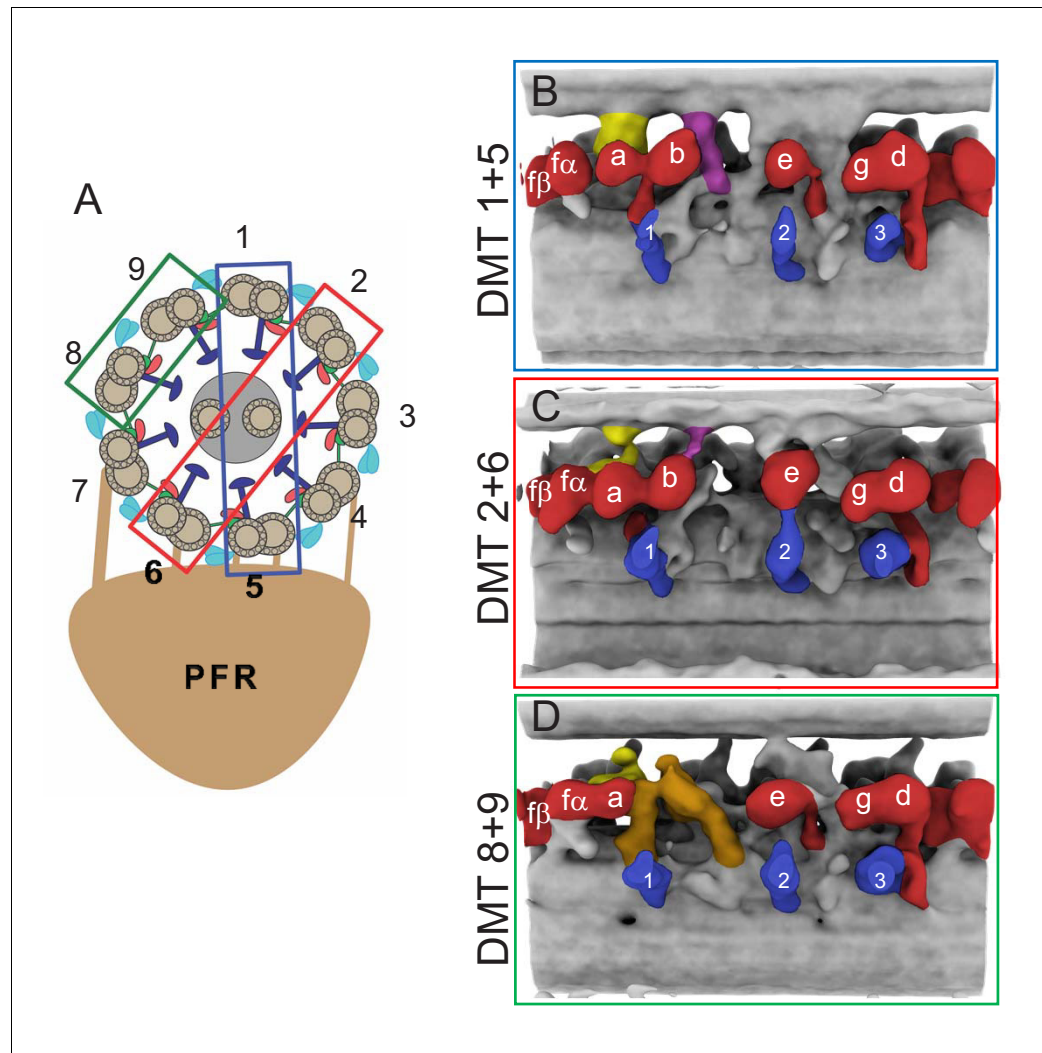 A
1
2
3
4
5
6
7
8
9
PFR
DMT 1+5
B
fβ fα a b e g d
1 2 3
DMT 2+6
C
fβ fα a b e g d
1 2 3
DMT 8+9
D
fβ fα a e g d
1 2 3